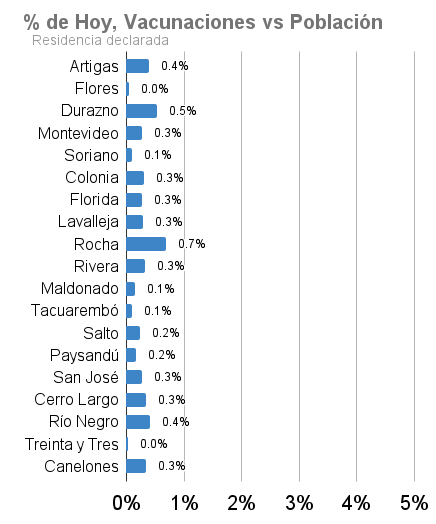 % de Hoy, Vacunaciones vs Población
Residencia declarada
Artigas 0.4%
Flores 0.0%
Durazno 0.5%
Montevideo 0.3%
Soriano 0.1%
Colonia 0.3%
Florida 0.3%
Lavalleja 0.3%
Rocha 0.7%
Rivera 0.3%
Maldonado 0.1%
Tacuarembó 0.1%
Salto 0.2%
Paysandú 0.2%
San José 0.3%
Cerro Largo 0.3%
Río Negro 0.4%
Treinta y Tres 0.0%
Canelones 0.3%
0% 1% 2% 3% 4% 5%